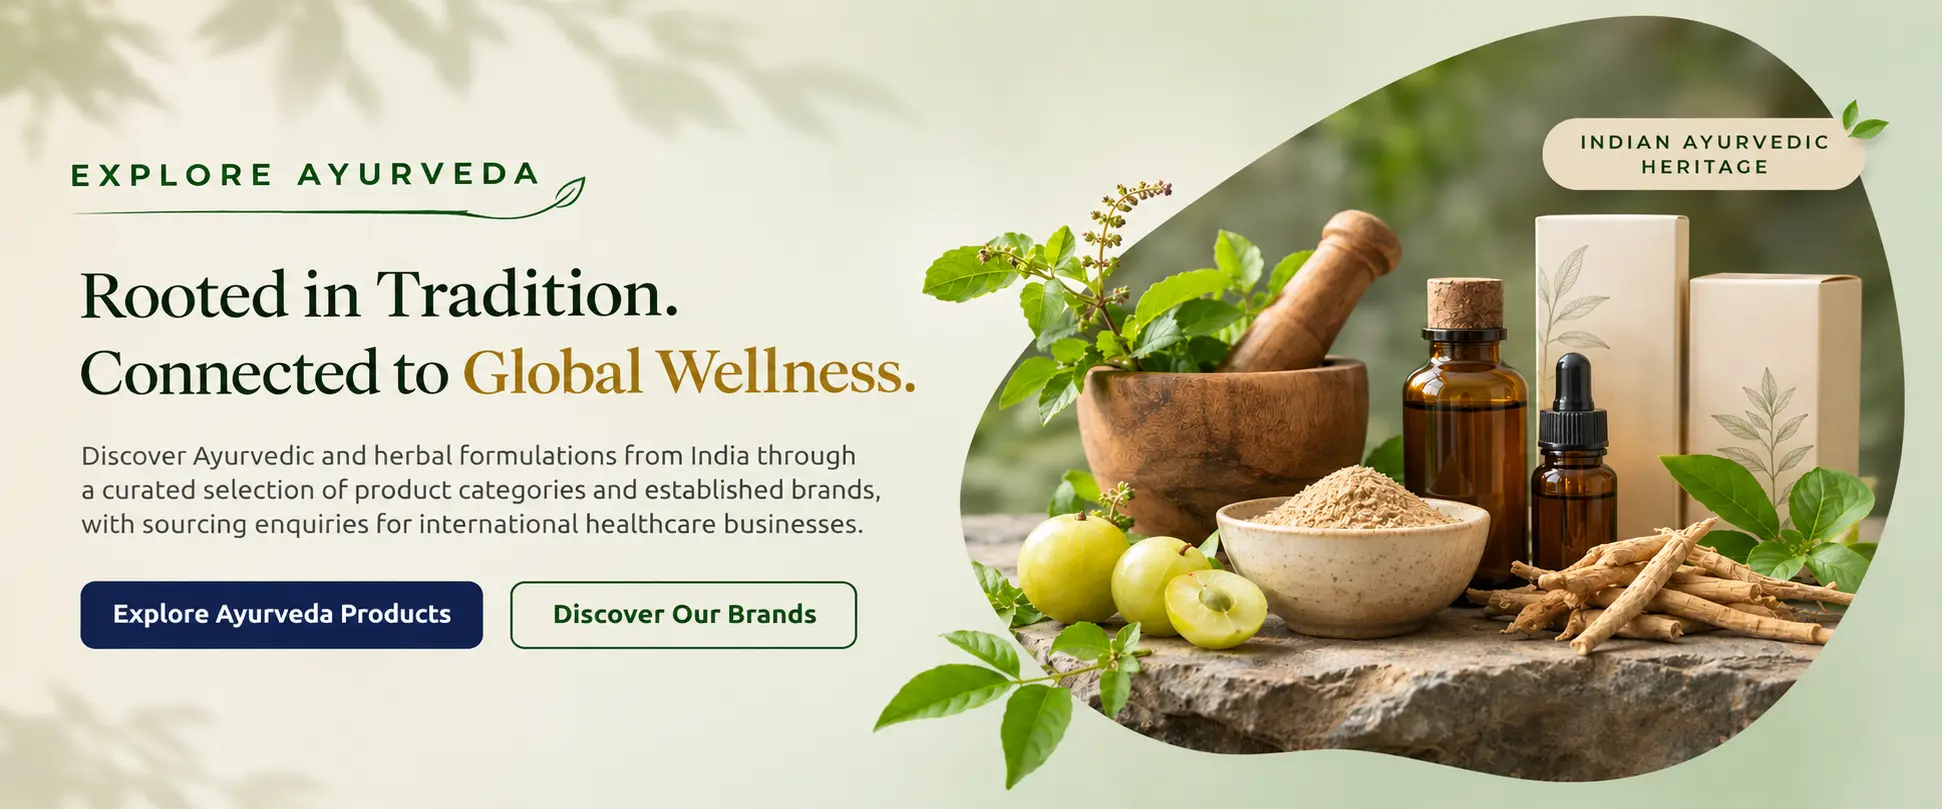 EXPLORE AYURVEDA
Rooted in Tradition.
Connected to Global Wellness.
Discover Ayurvedic and herbal formulations from India through
a curated selection of product categories and established brands,
with sourcing enquiries for international healthcare businesses.
Explore Ayurveda Products
Discover Our Brands
INDIAN AYURVEDIC
HERITAGE